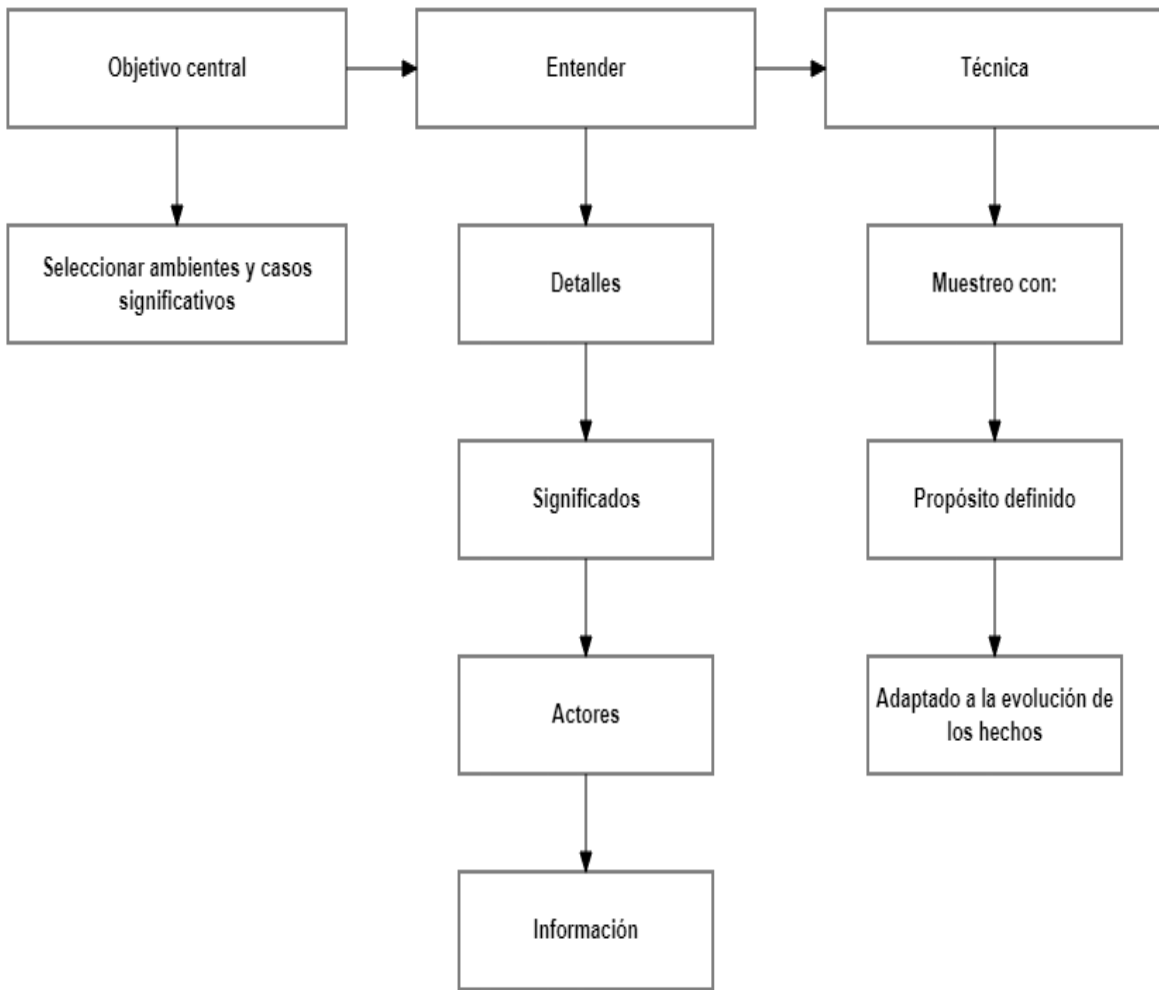 Objetivo central
Entender
Técnica
Seleccionar ambientes y casos
significativos
Detalles
Muestreo con:
Significados
Propósito definido
Actores
Adaptado a la evolución de
los hechos
Información